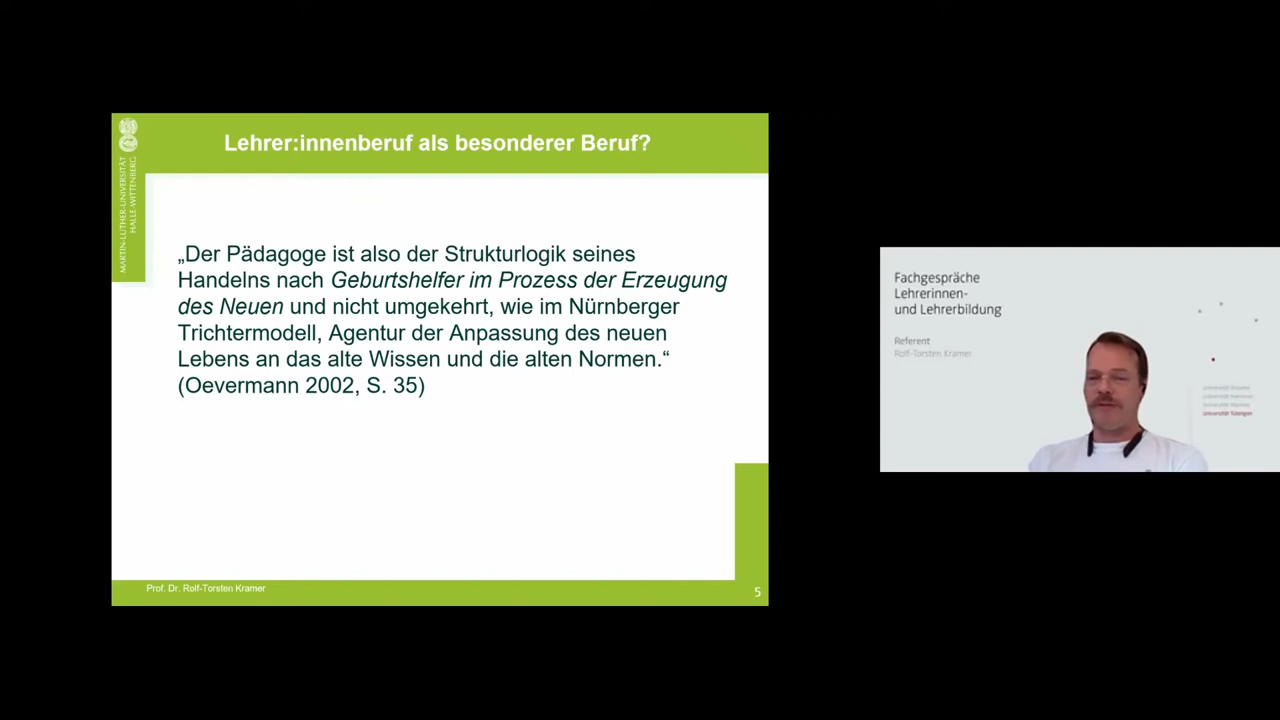 Lehrer:innenberuf als besonderer Beruf?
MARTIN-LUTHER-UNIVERSITÄT
HALLE-WITTENBERG
„Der Pädagoge ist also der Strukturlogik seines
Handelns nach Geburtshelfer im Prozess der Erzeugung
des Neuen und nicht umgekehrt, wie im Nürnberger
Trichtermodell, Agentur der Anpassung des neuen
Lebens an das alte Wissen und die alten Normen.“
(Oevermann 2002, S. 35)
Prof. Dr. Rolf-Torsten Kramer
5
Fachgespräche
Lehrerinnen-
und Lehrerbildung
Referent
Rolf-Torsten Kramer
Universität Tübingen